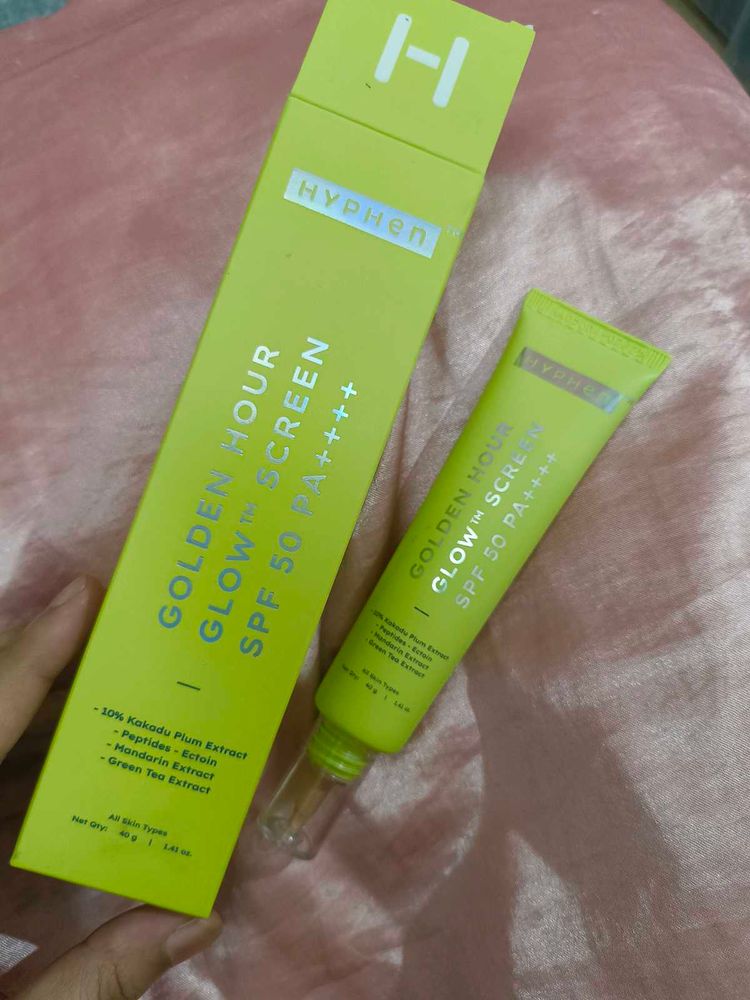 H
HYPHEN™
GOLDEN HOUR
GLOW™ SCREEN
SPF 50 PA++++
- 10% Kakadu Plum Extract
- Peptides - Ectoin
- Mandarin Extract
- Green Tea Extract
All Skin Types
Net Qty: 40 g | 1.41 oz.
HYPHEN
GOLDEN HOUR
GLOW™ SCREEN
SPF 50 PA++++
- 10% Kakadu Plum Extract
- Peptides - Ectoin
- Mandarin Extract
- Green Tea Extract
All Skin Types
Net Qty: 40 g | 1.41 oz.